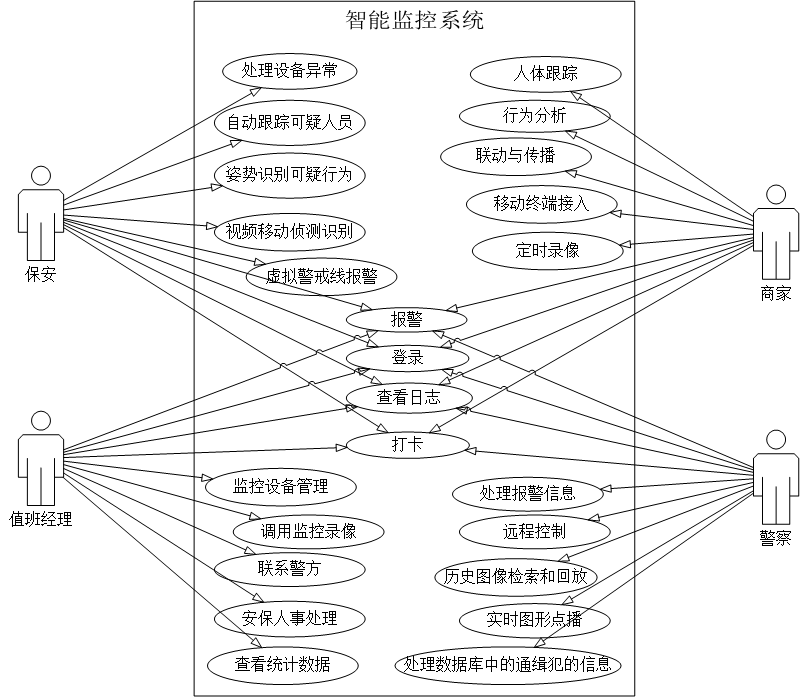 智能监控系统
处理设备异常
自动跟踪可疑人员
姿势识别可疑行为
视频移动侦测识别
虚拟警戒线报警
人体跟踪
行为分析
联动与传播
移动终端接入
定时录像
保安
商家
报警
登录
查看日志
打卡
值班经理
警察
监控设备管理
调用监控录像
联系警方
安保人事处理
查看统计数据
处理报警信息
远程控制
历史图像检索和回放
实时图形点播
处理数据库中的通缉犯的信息